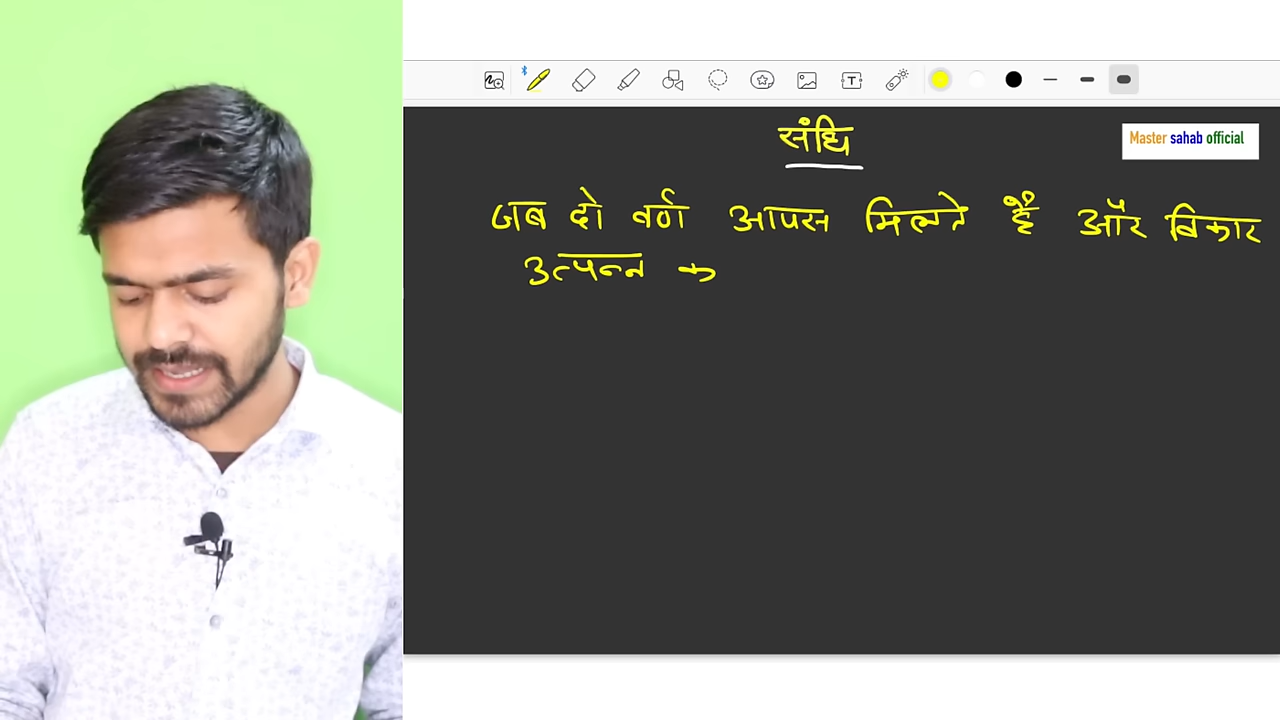 संधि
Master sahab official
जब दो वर्ण आपस मिलते हैं और विकार
उत्पन्न